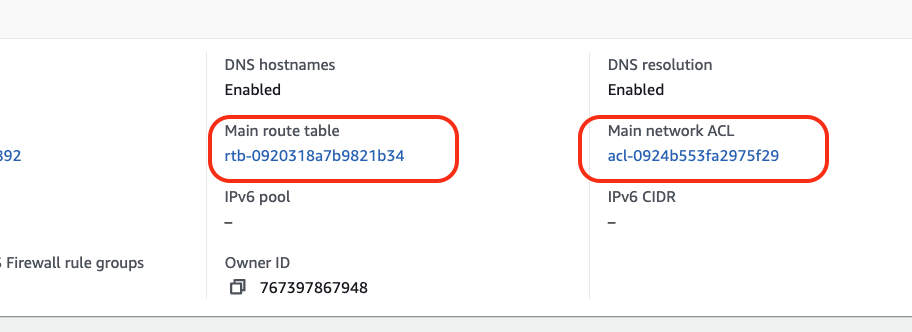 DNS hostnames
Enabled
DNS resolution
Enabled
892
Main route table
rtb-0920318a7b9821b34
Main network ACL
acl-0924b553fa2975f29
IPv6 pool
–
IPv6 CIDR
–
Firewall rule groups
Owner ID
767397867948